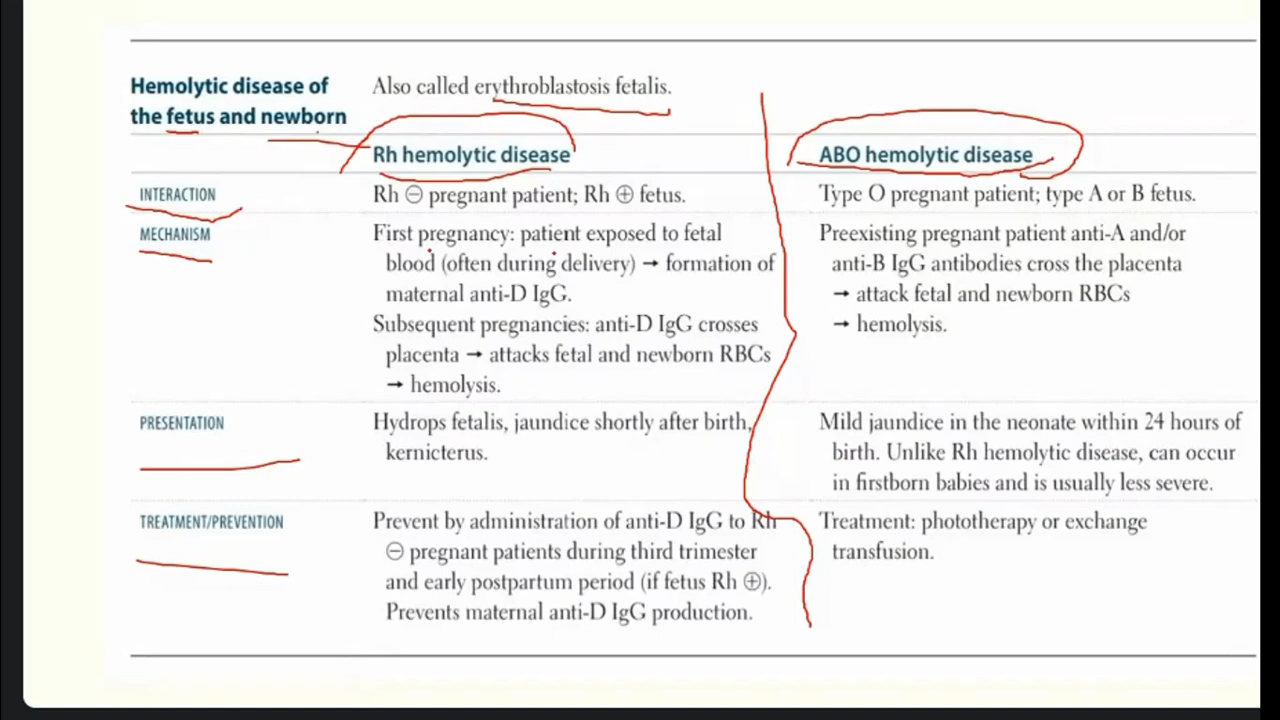 Hemolytic disease of
the fetus and newborn
Also called erythroblastosis fetalis.
Rh hemolytic disease
ABO hemolytic disease
INTERACTION
Rh ⊖ pregnant patient; Rh ⊕ fetus.
Type O pregnant patient; type A or B fetus.
MECHANISM
First pregnancy: patient exposed to fetal
blood (often during delivery) → formation of
maternal anti-D IgG.
Subsequent pregnancies: anti-D IgG crosses
placenta → attacks fetal and newborn RBCs
→ hemolysis.
Preexisting pregnant patient anti-A and/or
anti-B IgG antibodies cross the placenta
→ attack fetal and newborn RBCs
→ hemolysis.
PRESENTATION
Hydrops fetalis, jaundice shortly after birth,
kernicterus.
Mild jaundice in the neonate within 24 hours of
birth. Unlike Rh hemolytic disease, can occur
in firstborn babies and is usually less severe.
TREATMENT/PREVENTION
Prevent by administration of anti-D IgG to Rh
⊖ pregnant patients during third trimester
and early postpartum period (if fetus Rh ⊕).
Prevents maternal anti-D IgG production.
Treatment: phototherapy or exchange
transfusion.